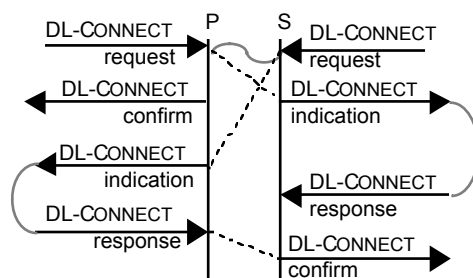 P S
DL-CONNECT DL-CONNECT
request request
DL-CONNECT DL-CONNECT
confirm indication
DL-CONNECT DL-CONNECT
indication response
DL-CONNECT
response
DL-CONNECT
confirm